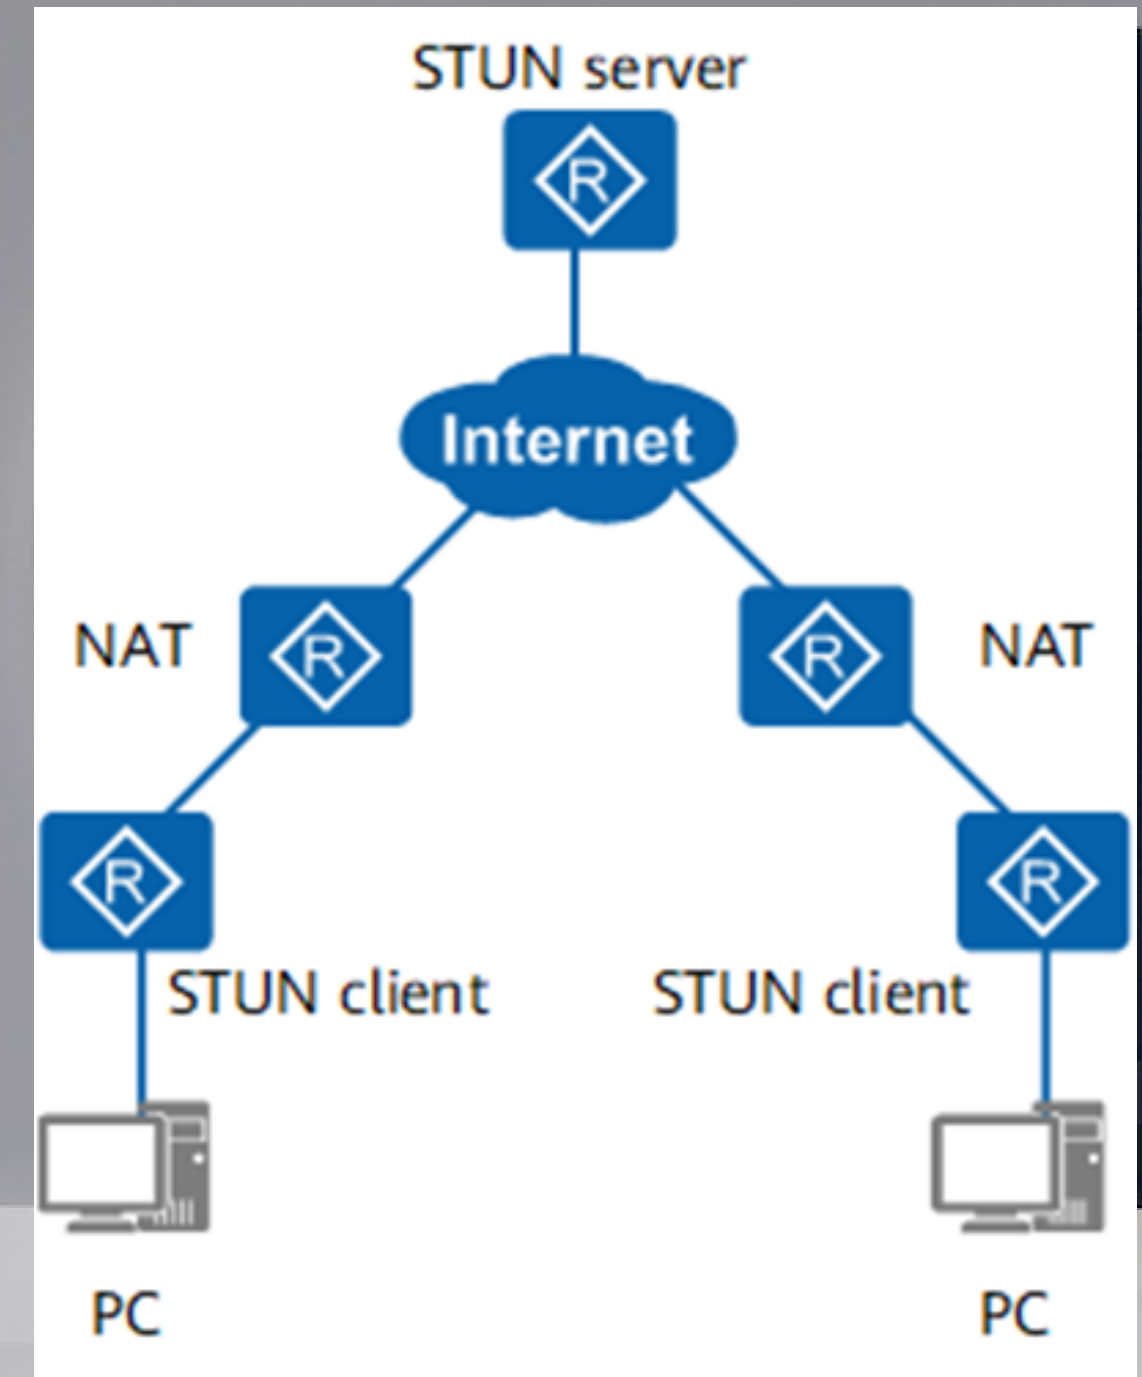 STUN server
R
Internet
NAT
R
R
NAT
R
R
STUN client
STUN client
PC
PC